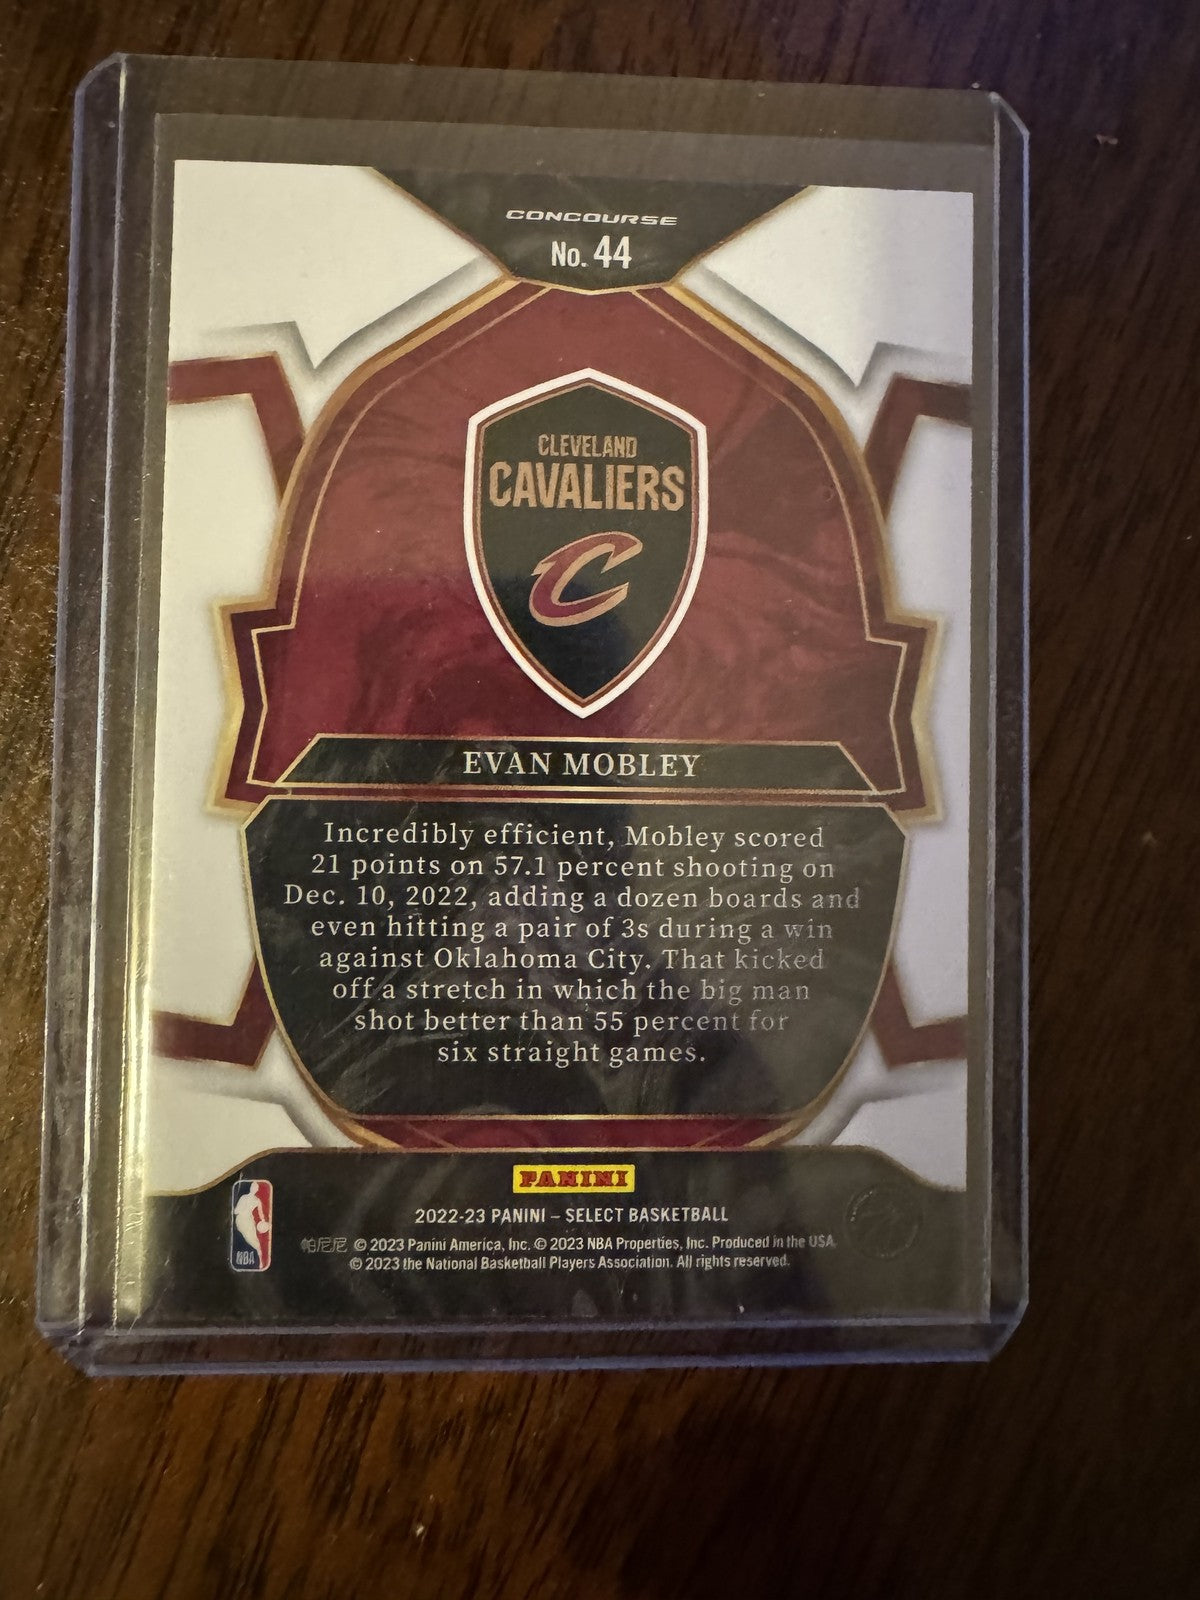 CONCOURSE
No. 44
CLEVELAND
CAVALIERS
C
EVAN MOBLEY
Incredibly efficient, Mobley scored
21 points on 57.1 percent shooting on
Dec. 10, 2022, adding a dozen boards and
even hitting a pair of 3s during a win
against Oklahoma City. That kicked
off a stretch in which the big man
shot better than 55 percent for
six straight games.
PANINI
2022-23 PANINI – SELECT BASKETBALL
帕尼尼 © 2023 Panini America, Inc. © 2023 NBA Properties, Inc. Produced in the USA.
© 2023 the National Basketball Players Association. All rights reserved.
NBA